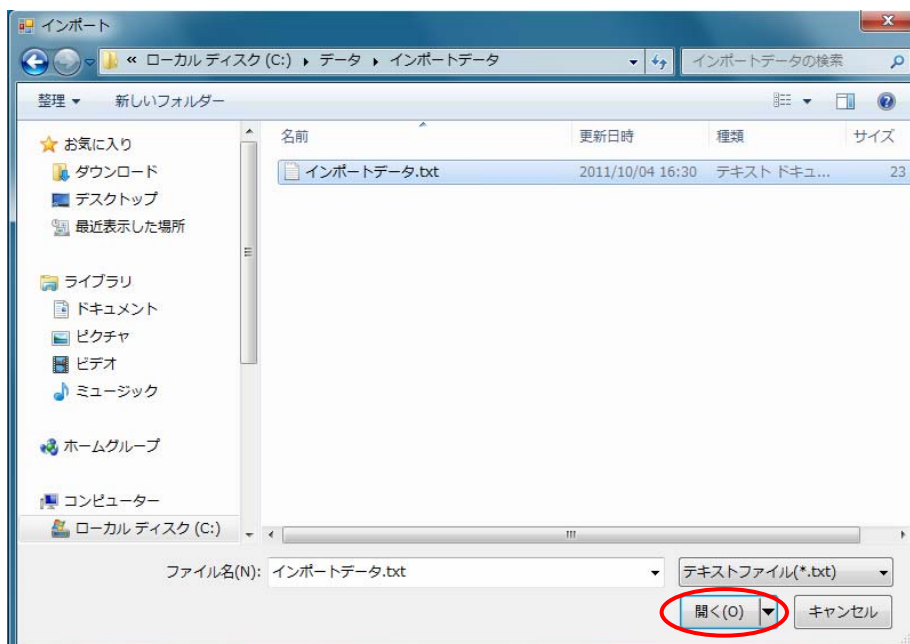 インポート
« ローカル ディスク (C:) ▸ データ ▸ インポートデータ
インポートデータの検索
整理 ▼ 新しいフォルダー
名前 更新日時 種類 サイズ
インポートデータ.txt 2011/10/04 16:30 テキスト ドキュ... 23
お気に入り
ダウンロード
デスクトップ
最近表示した場所
ライブラリ
ドキュメント
ピクチャ
ビデオ
ミュージック
ホームグループ
コンピューター
ローカル ディスク (C:)
ファイル名(N): インポートデータ.txt テキストファイル(*.txt)
開く(O) キャンセル